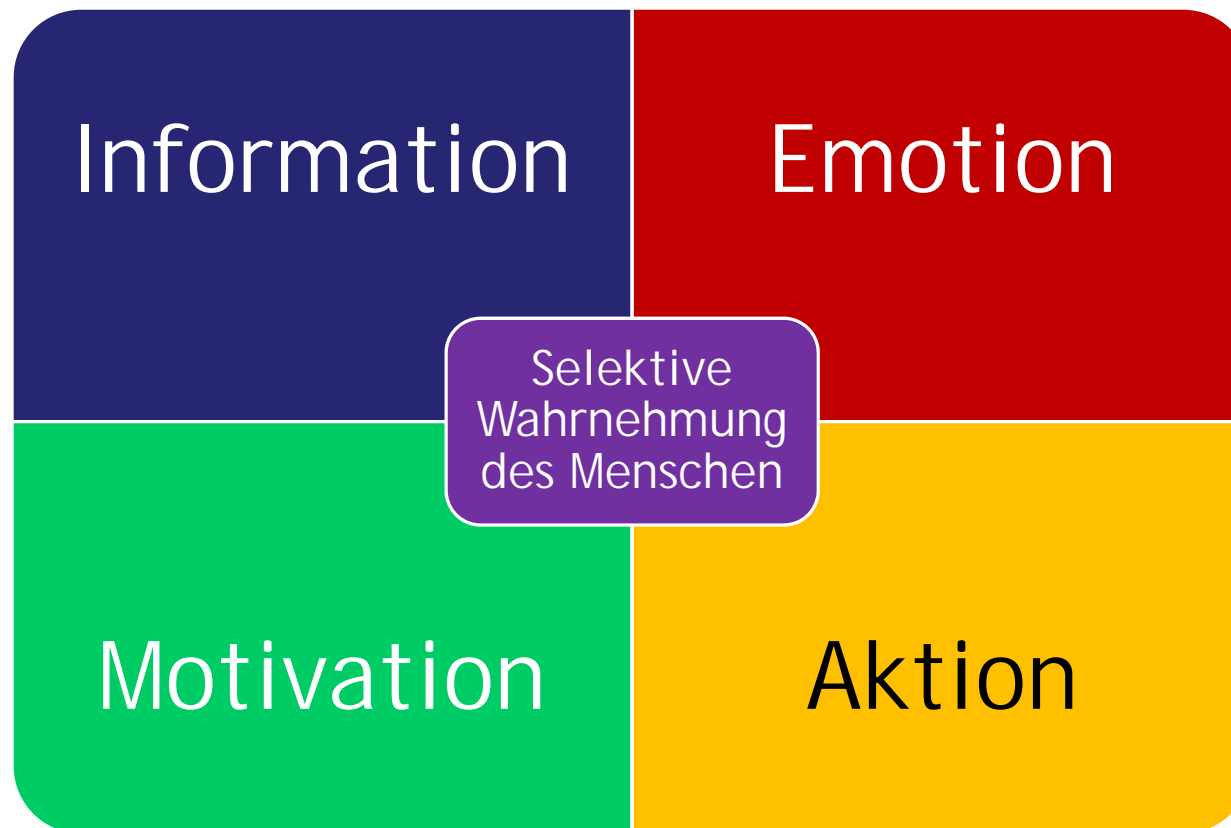 Information
Emotion
Selektive
Wahrnehmung
des Menschen
Motivation
Aktion